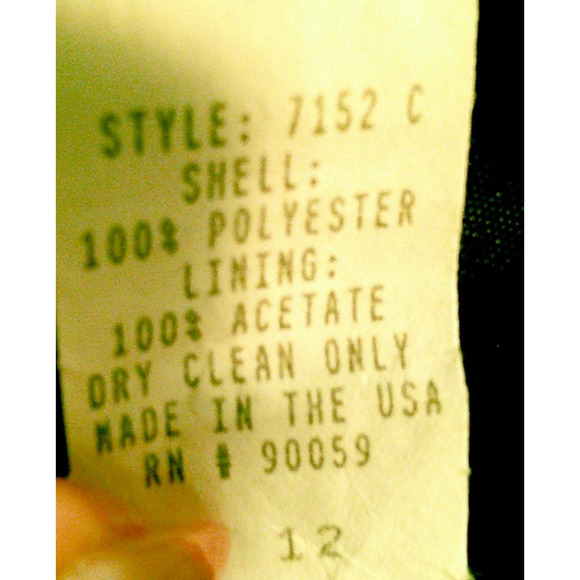 STYLE: 7152 C
SHELL:
100% POLYESTER
LINING:
100% ACETATE
DRY CLEAN ONLY
MADE IN THE USA
RN # 90059
12